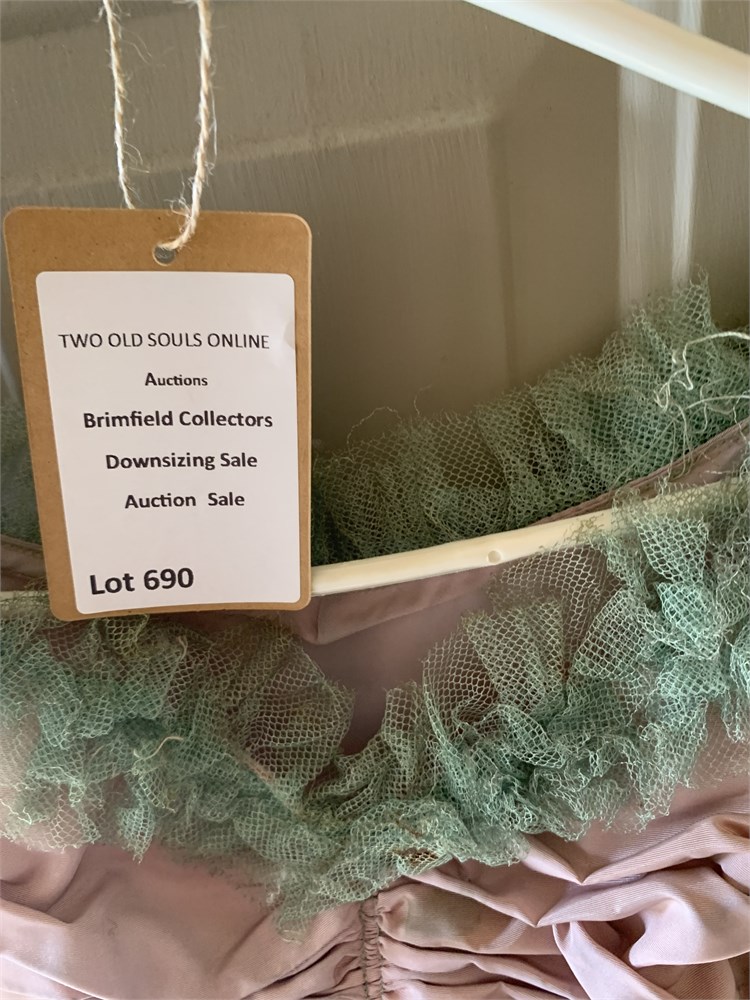 TWO OLD SOULS ONLINE
Auctions
Brimfield Collectors
Downsizing Sale
Auction Sale
Lot 690